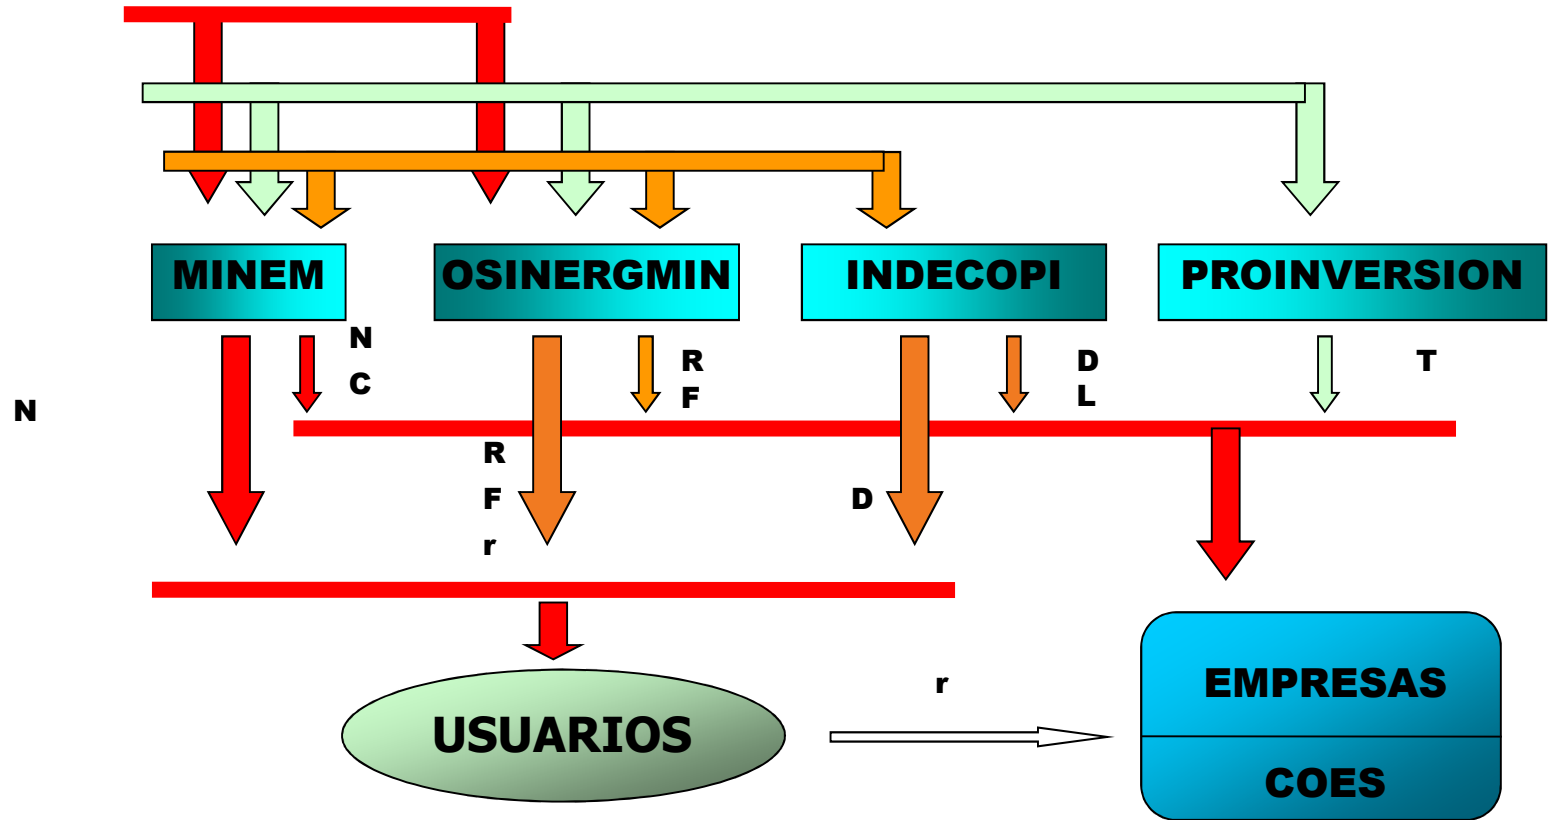 MINEM
OSINERGMIN
INDECOPI
PROINVERSION
N
C
R
F
D
L
T
N
R
F
r
D
r
USUARIOS
EMPRESAS
COES